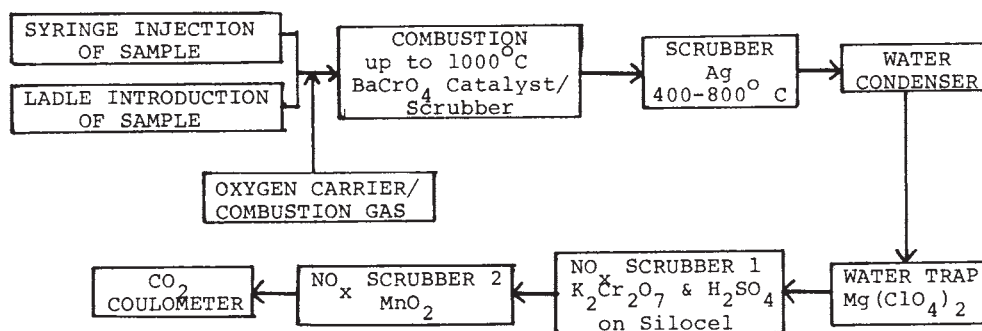 SYRINGE INJECTION
OF SAMPLE
LADLE INTRODUCTION
OF SAMPLE
OXYGEN CARRIER/
COMBUSTION GAS
COMBUSTION
up to 1000°C
BaCrO₄ Catalyst/
Scrubber
SCRUBBER
Ag
400-800° C
WATER
CONDENSER
WATER TRAP
Mg(ClO₄)₂
NOₓ SCRUBBER 1
K₂Cr₂O₇ & H₂SO₄
on Silocel
NOₓ SCRUBBER 2
MnO₂
CO₂
COULOMETER